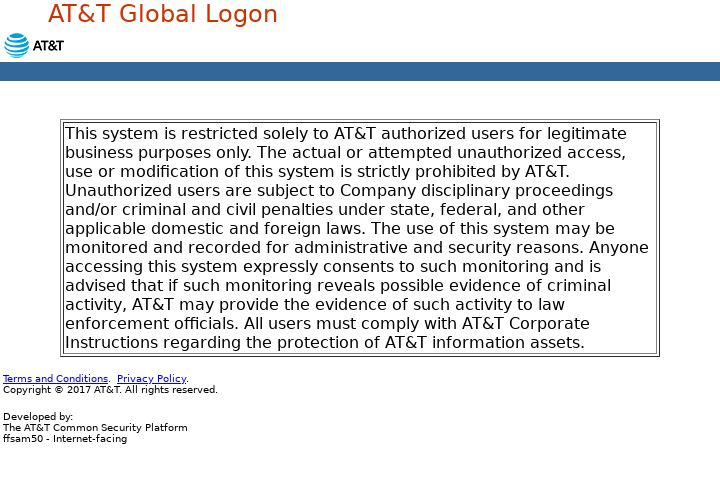 AT&T Global Logon
AT&T
This system is restricted solely to AT&T authorized users for legitimate
business purposes only. The actual or attempted unauthorized access,
use or modification of this system is strictly prohibited by AT&T.
Unauthorized users are subject to Company disciplinary proceedings
and/or criminal and civil penalties under state, federal, and other
applicable domestic and foreign laws. The use of this system may be
monitored and recorded for administrative and security reasons. Anyone
accessing this system expressly consents to such monitoring and is
advised that if such monitoring reveals possible evidence of criminal
activity, AT&T may provide the evidence of such activity to law
enforcement officials. All users must comply with AT&T Corporate
Instructions regarding the protection of AT&T information assets.
Terms and Conditions. Privacy Policy.
Copyright © 2017 AT&T. All rights reserved.
Developed by:
The AT&T Common Security Platform
ffsam50 - Internet-facing